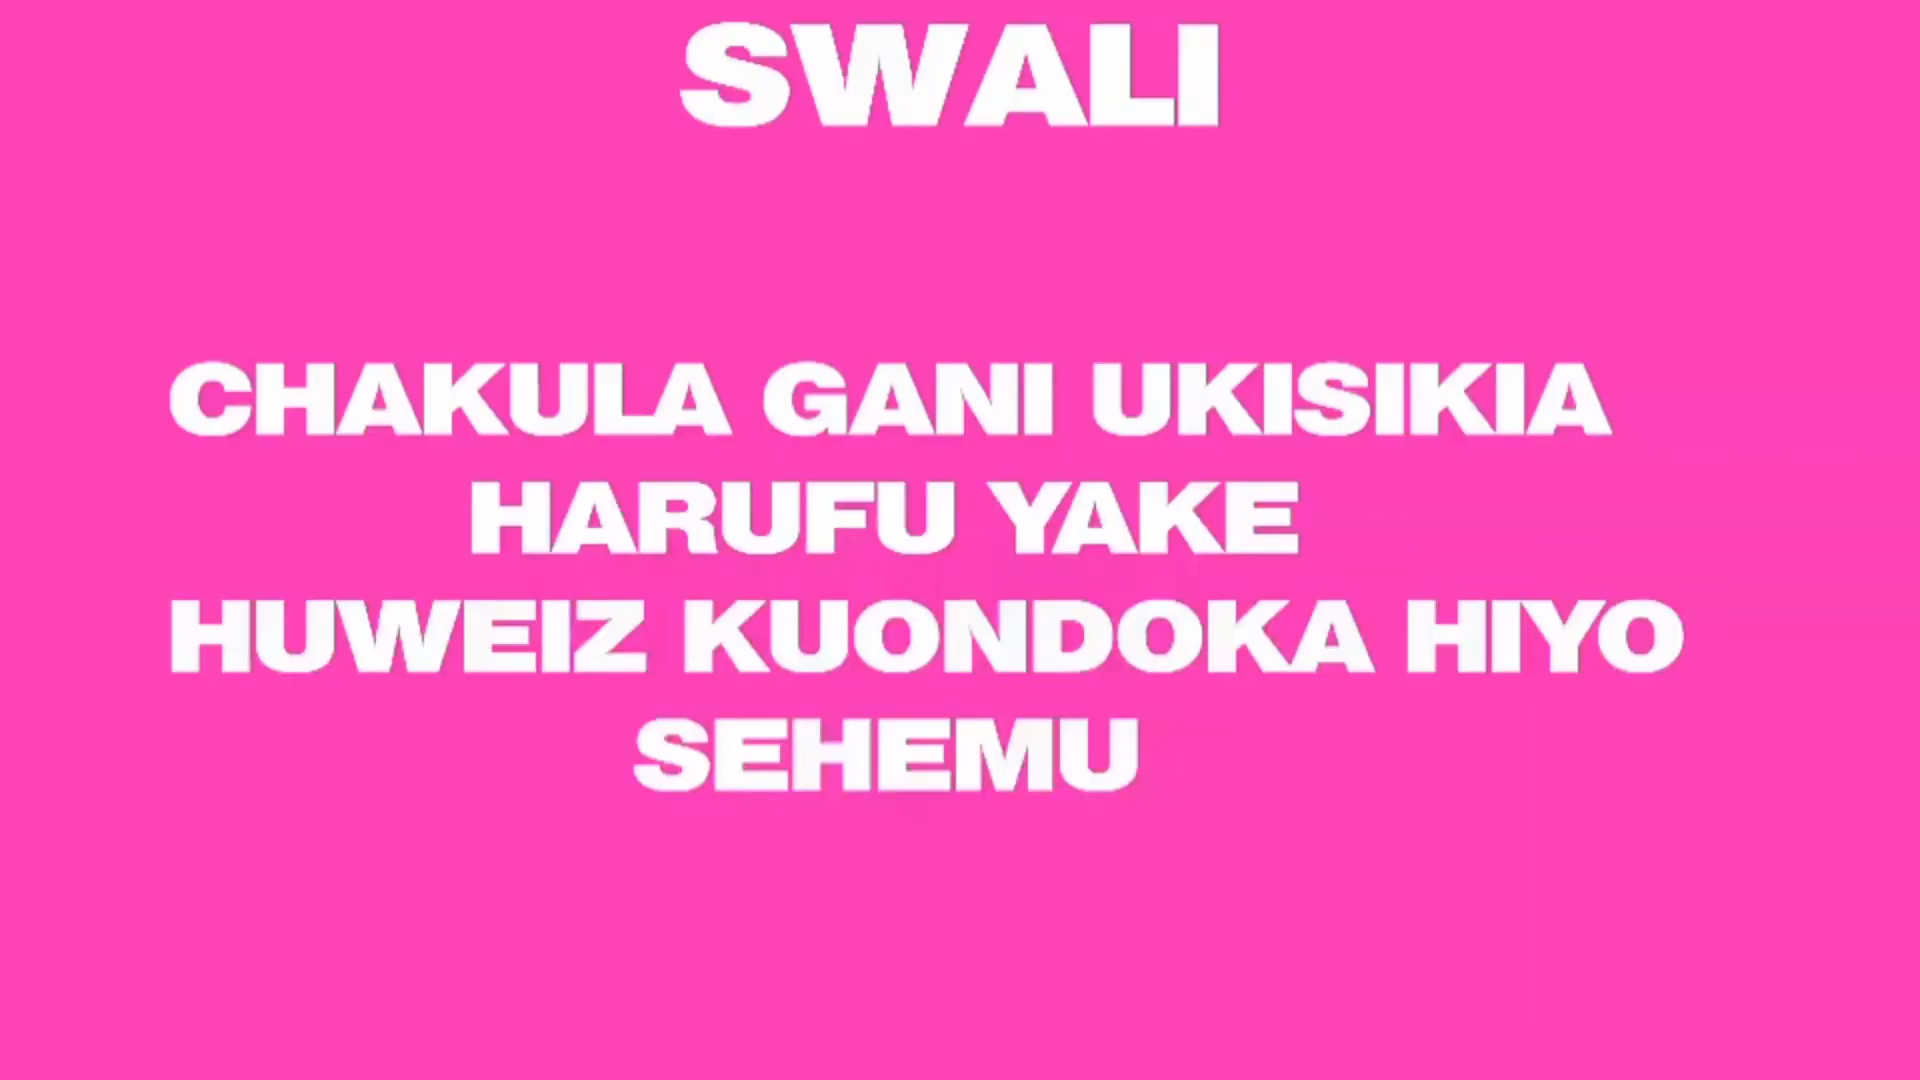 SWALI
CHAKULA GANI UKISIKIA
HARUFU YAKE
HUWEIZ KUONDOKA HIYO
SEHEMU